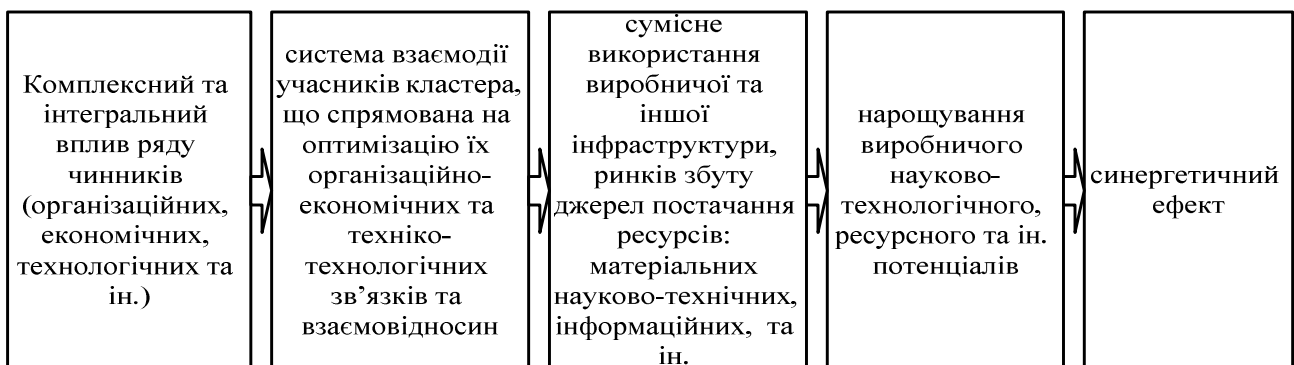 Комплексний та
інтегральний
вплив ряду
чинників
(організаційних,
економічних,
технологічних та
ін.)
система взаємодії
учасників кластера,
що спрямована на
оптимізацію їх
організаційно-
економічних та
техніко-
технологічних
зв’язків та
взаємовідносин
сумісне
використання
виробничої та
іншої
інфраструктури,
ринків збуту
джерел постачання
ресурсів:
матеріальних
науково-технічних,
інформаційних, та
ін.
нарощування
виробничого
науково-
технологічного,
ресурсного та ін.
потенціалів
синергетичний
ефект